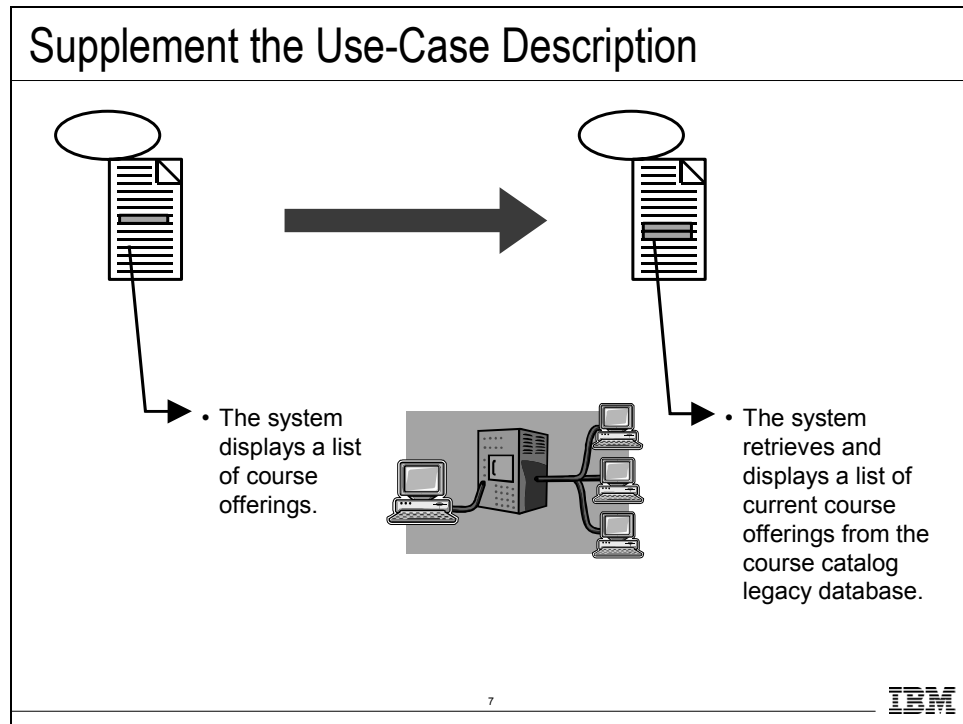 Supplement the Use-Case Description
• The system
displays a list
of course
offerings.
• The system
retrieves and
displays a list of
current course
offerings from the
course catalog
legacy database.
7
IBM